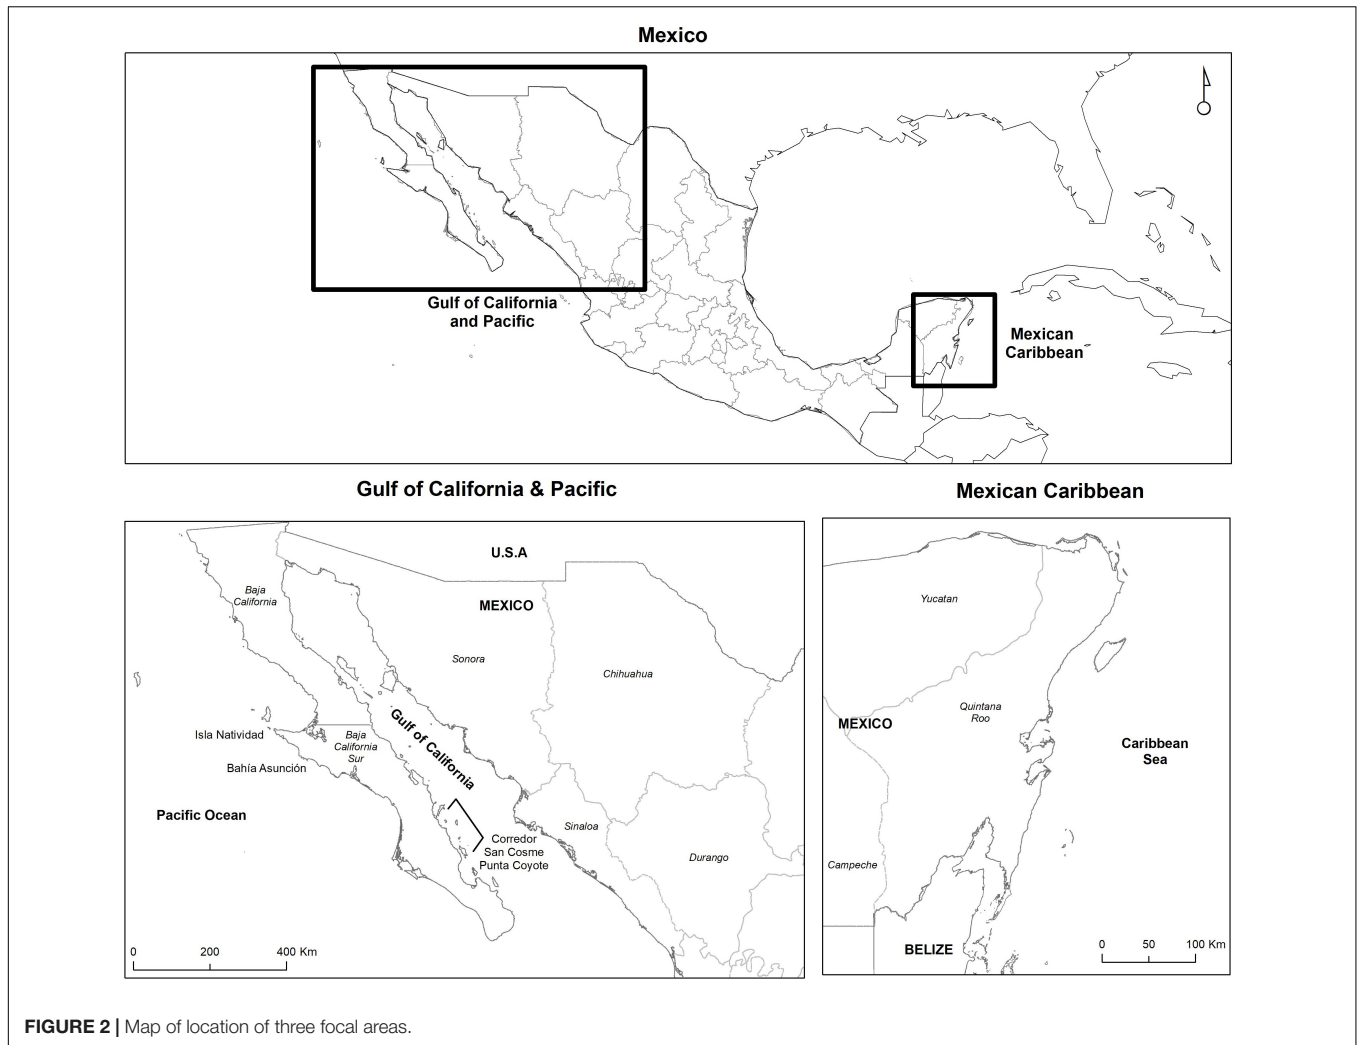 Mexico
Gulf of California
and Pacific
Mexican
Caribbean
Gulf of California & Pacific
U.S.A
Baja
California
MEXICO
Sonora
Chihuahua
Gulf of California
Isla Natividad
Baja
California
Sur
Bahía Asunción
Pacific Ocean
Sinaloa
Corredor
San Cosme
Punta Coyote
Durango
0 200 400 Km
Mexican Caribbean
Yucatan
Quintana
Roo
MEXICO
Caribbean
Sea
Campeche
BELIZE
0 50 100 Km
FIGURE 2 | Map of location of three focal areas.